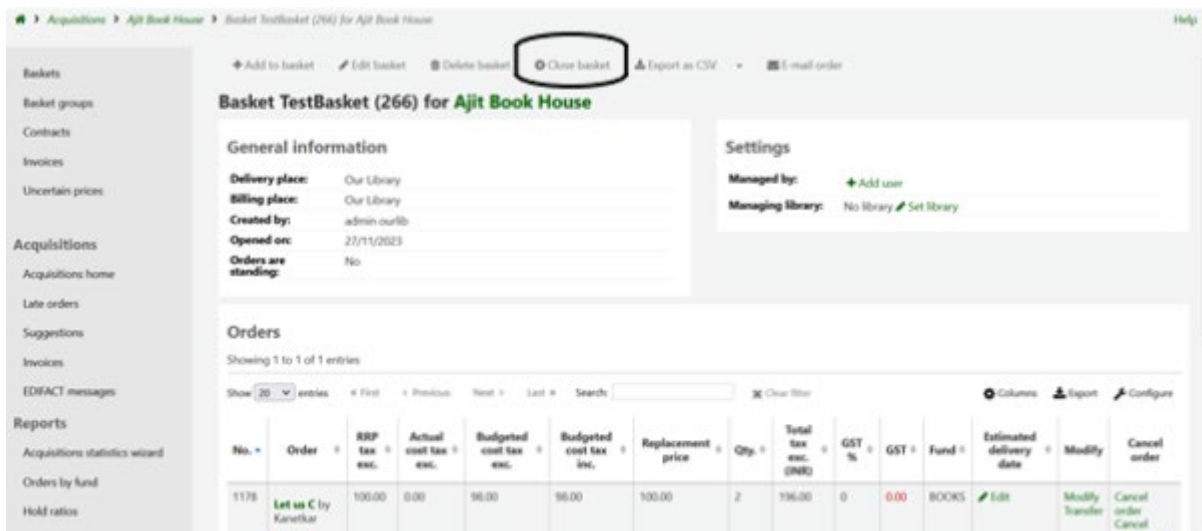 Acquisitions Ajit Book House Basket TestBasket (266) for Ajit Book House Help
Baskets
Basket groups
Contracts
Invoices
Uncertain prices
Acquisitions
Acquisitions home
Late orders
Suggestions
Invoices
EDIFACT messages
Reports
Acquisitions statistics wizard
Orders by fund
Hold ratios
Add to basket Edit basket Delete basket Close basket Export as CSV E-mail order
Basket TestBasket (266) for Ajit Book House
General information
Delivery place: Our Library
Billing place: Our Library
Created by: admin ourlib
Opened on: 27/11/2023
Orders are No
standing:
Settings
Managed by: Add user
Managing library: No library Set library
Orders
Showing 1 to 1 of 1 entries
Show 20 entries First Previous Next Last Search: Clear filter Columns Export Configure
No. Order RRP tax exc. Actual cost tax exc. Budgeted cost tax exc. Budgeted cost tax inc. Replacement price Qty. Total tax exc. (INR) GST % GST Fund Estimated delivery date Modify Cancel order
1178 Let us C by Kanetkar 100.00 0.00 98.00 98.00 100.00 2 196.00 0 0.00 BOOKS Edit Modify Transfer Cancel order Cancel